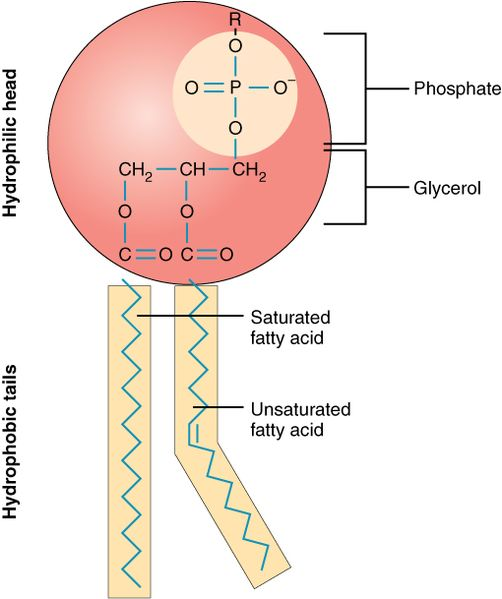 R
O
O P O⁻
O
Phosphate
Hydrophilic head
CH₂ CH CH₂
Glycerol
O O
C O C O
Saturated
fatty acid
Unsaturated
fatty acid
Hydrophobic tails